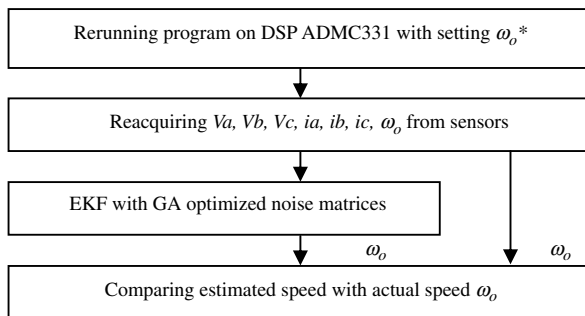 Rerunning program on DSP ADMC331 with setting ωo*
Reacquiring Va, Vb, Vc, ia, ib, ic, ωo from sensors
EKF with GA optimized noise matrices
ωo ωo
Comparing estimated speed with actual speed ωo